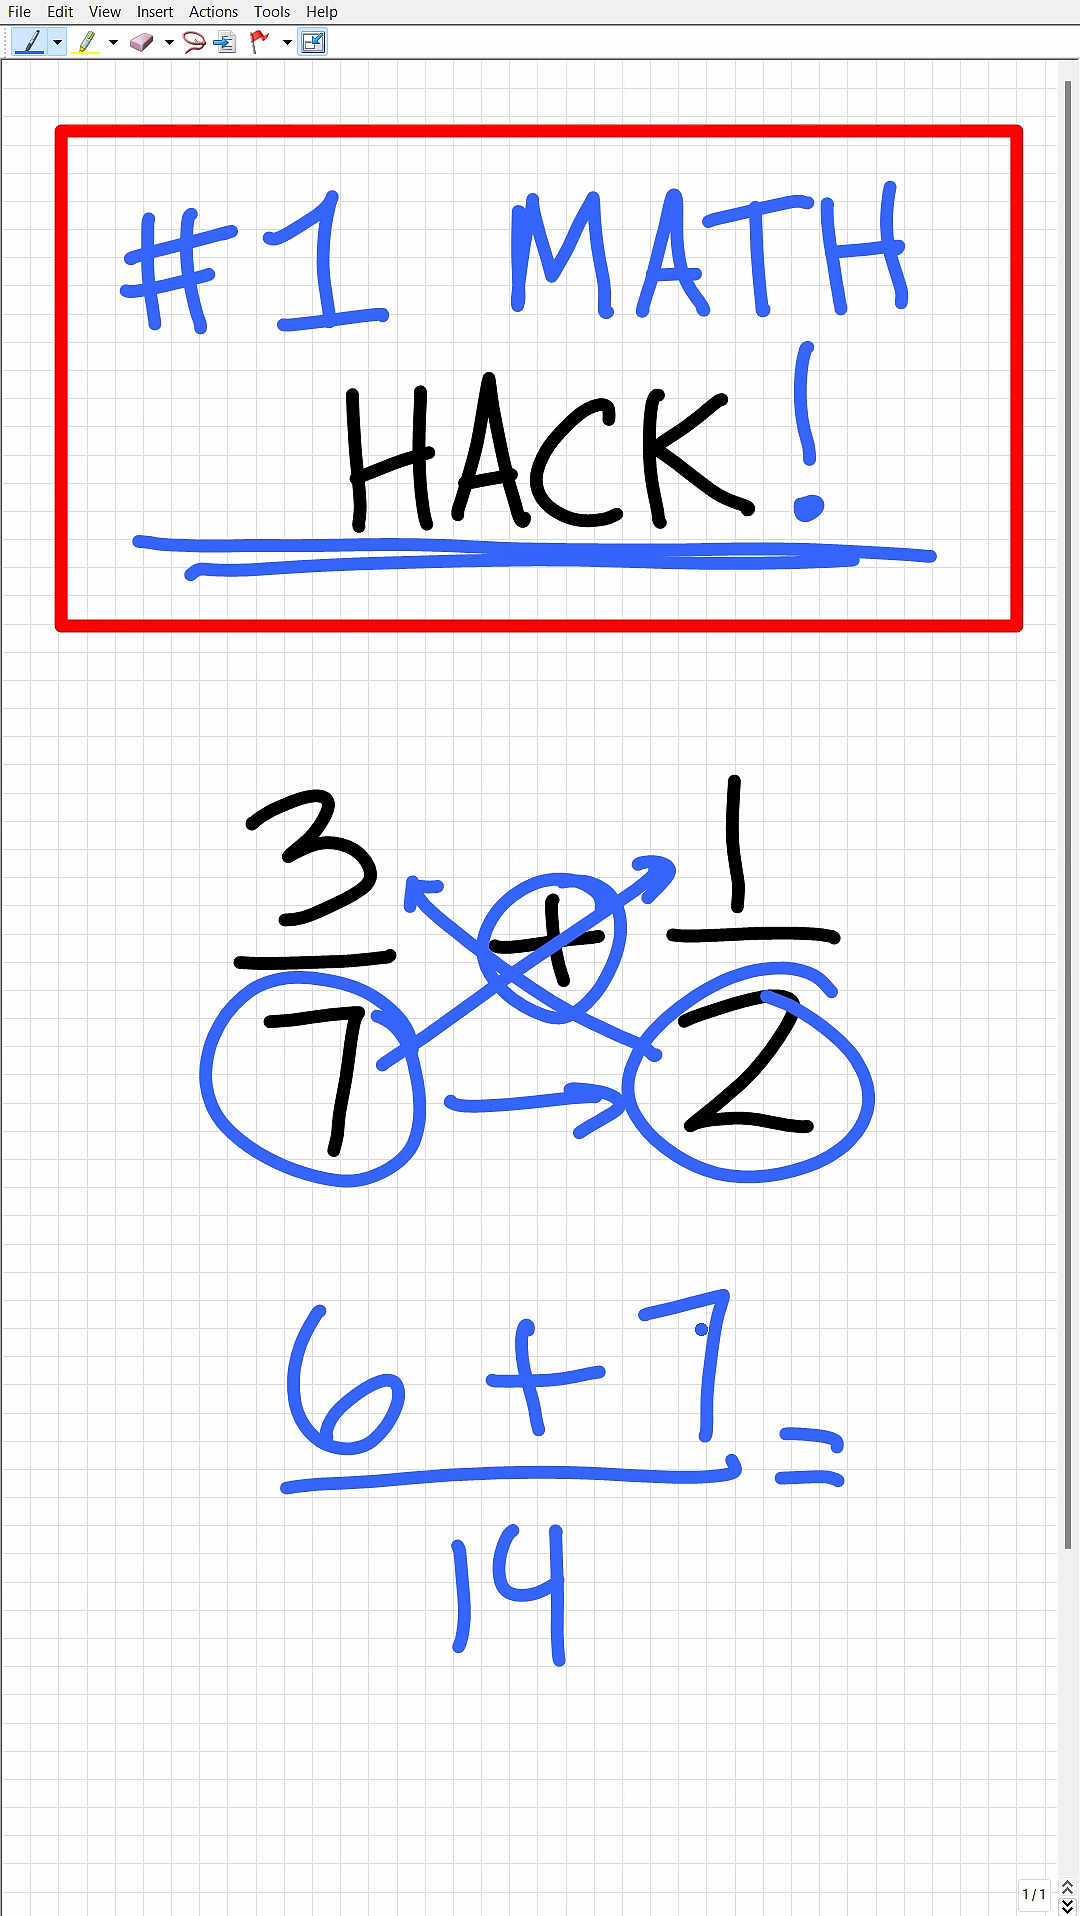 File Edit View Insert Actions Tools Help
#1 MATH
HACK!
3 1
+
7 2
6 + 7 =
14
1 / 1